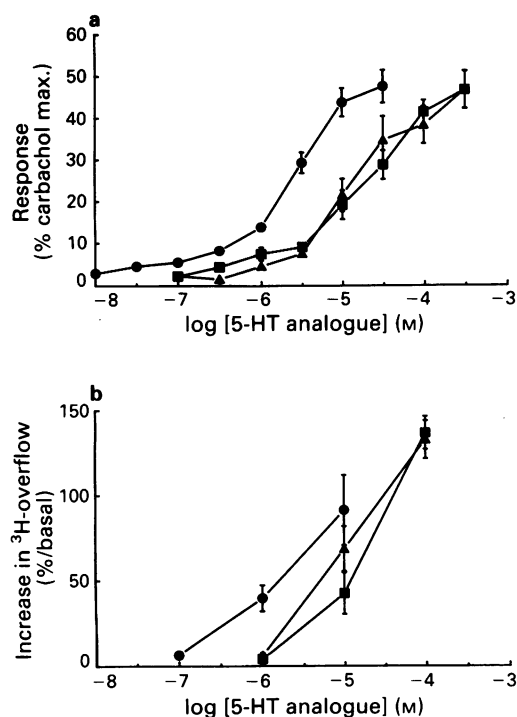 a
60
50
40
30
20
10
0
Response
(% carbachol max.)
−8 −7 −6 −5 −4 −3
log [5-HT analogue] (M)
b
150
100
50
0
Increase in ³H-overflow
(%/basal)
−8 −7 −6 −5 −4 −3
log [5-HT analogue] (M)